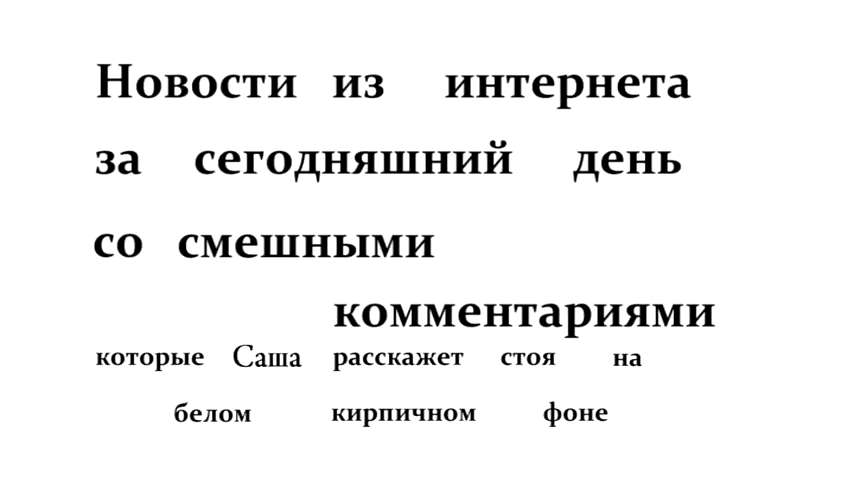 Новости из интернета
за сегодняшний день
со смешными
комментариями
которые Саша расскажет стоя на
белом кирпичном фоне